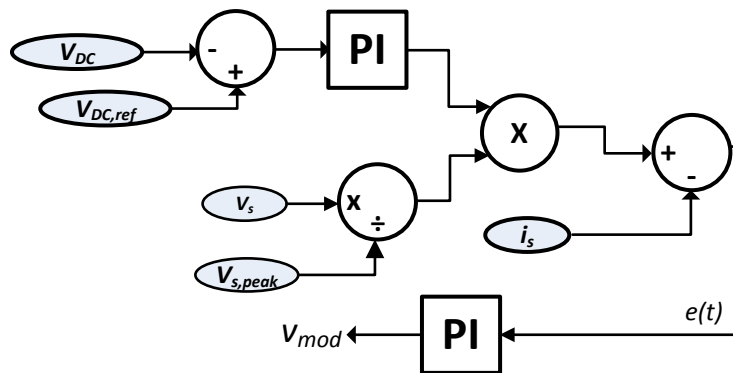 V_DC
-
+
V_DC,ref
PI
X
v_s
x
÷
V_s,peak
+
-
i_s
v_mod
PI
e(t)